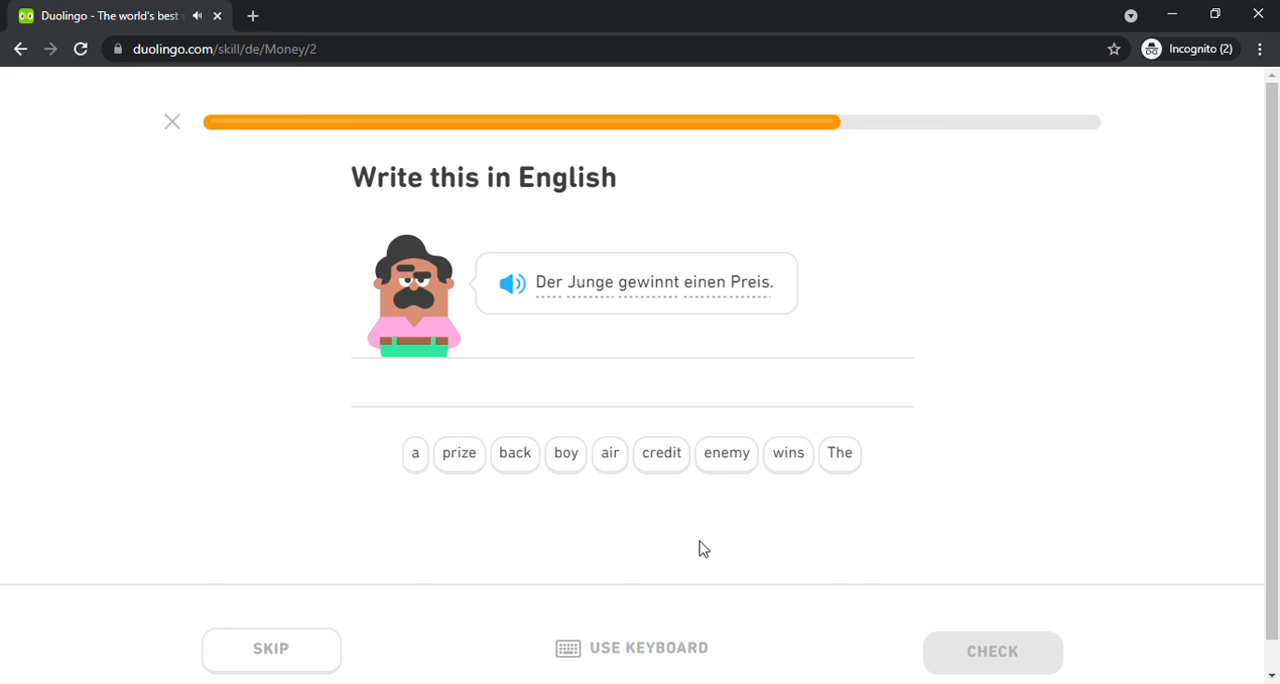 Duolingo - The world's best
duolingo.com/skill/de/Money/2
Incognito (2)
Write this in English
Der Junge gewinnt einen Preis.
a prize back boy air credit enemy wins The
SKIP
USE KEYBOARD
CHECK